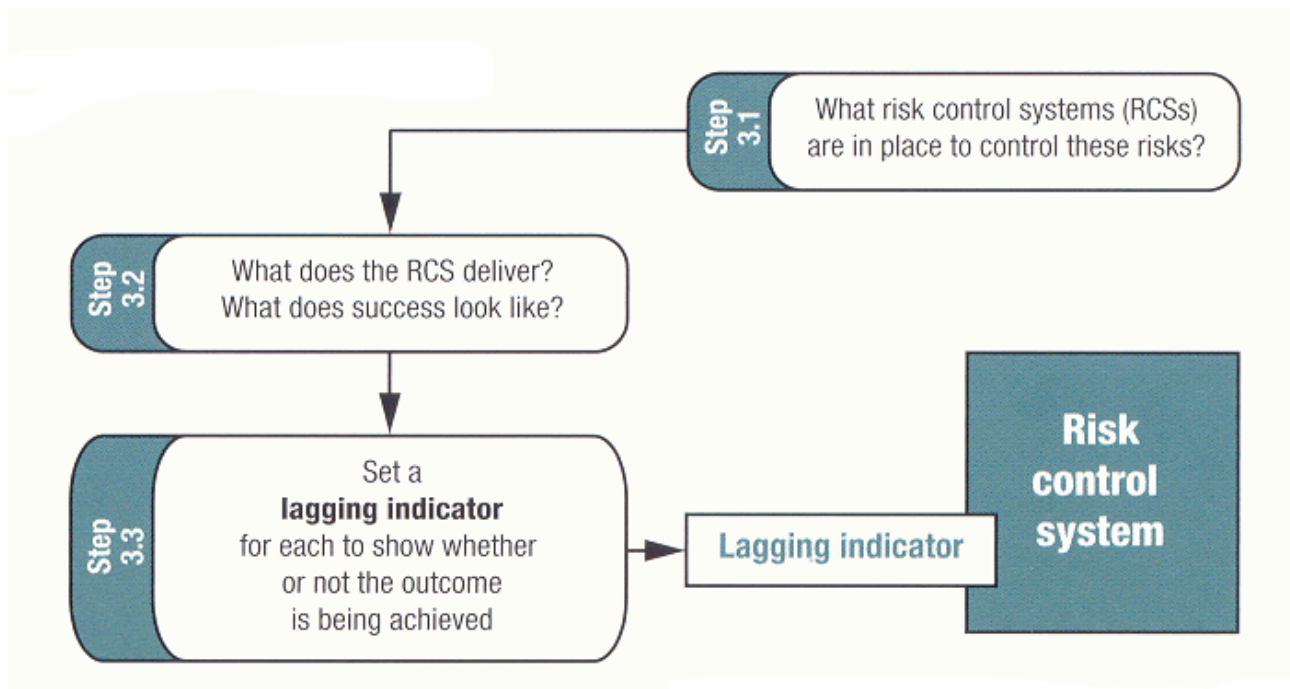 Step
3.1
What risk control systems (RCSs)
are in place to control these risks?
Step
3.2
What does the RCS deliver?
What does success look like?
Step
3.3
Set a
lagging indicator
for each to show whether
or not the outcome
is being achieved
Lagging indicator
Risk
control
system